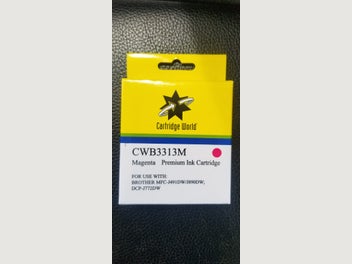 Cartridge World
CWB3313M
Magenta Premium Ink Cartridge
FOR USE WITH:
BROTHER MFC-J491DW/J890DW,
DCP-J772DW